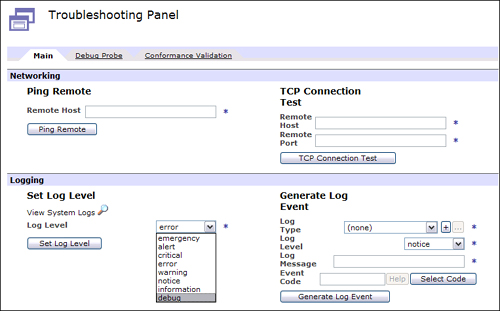 Troubleshooting Panel
Main
Debug Probe
Conformance Validation
Networking
Ping Remote
Remote Host
*
Ping Remote
TCP Connection
Test
Remote
Host
*
Remote
Port
*
TCP Connection Test
Logging
Set Log Level
View System Logs
Log Level
error
*
emergency
alert
critical
error
warning
notice
information
debug
Set Log Level
Generate Log
Event
Log
Type
(none)
+
...
*
Log
Level
notice
*
Log
Message
*
Event
Code
Help
Select Code
Generate Log Event